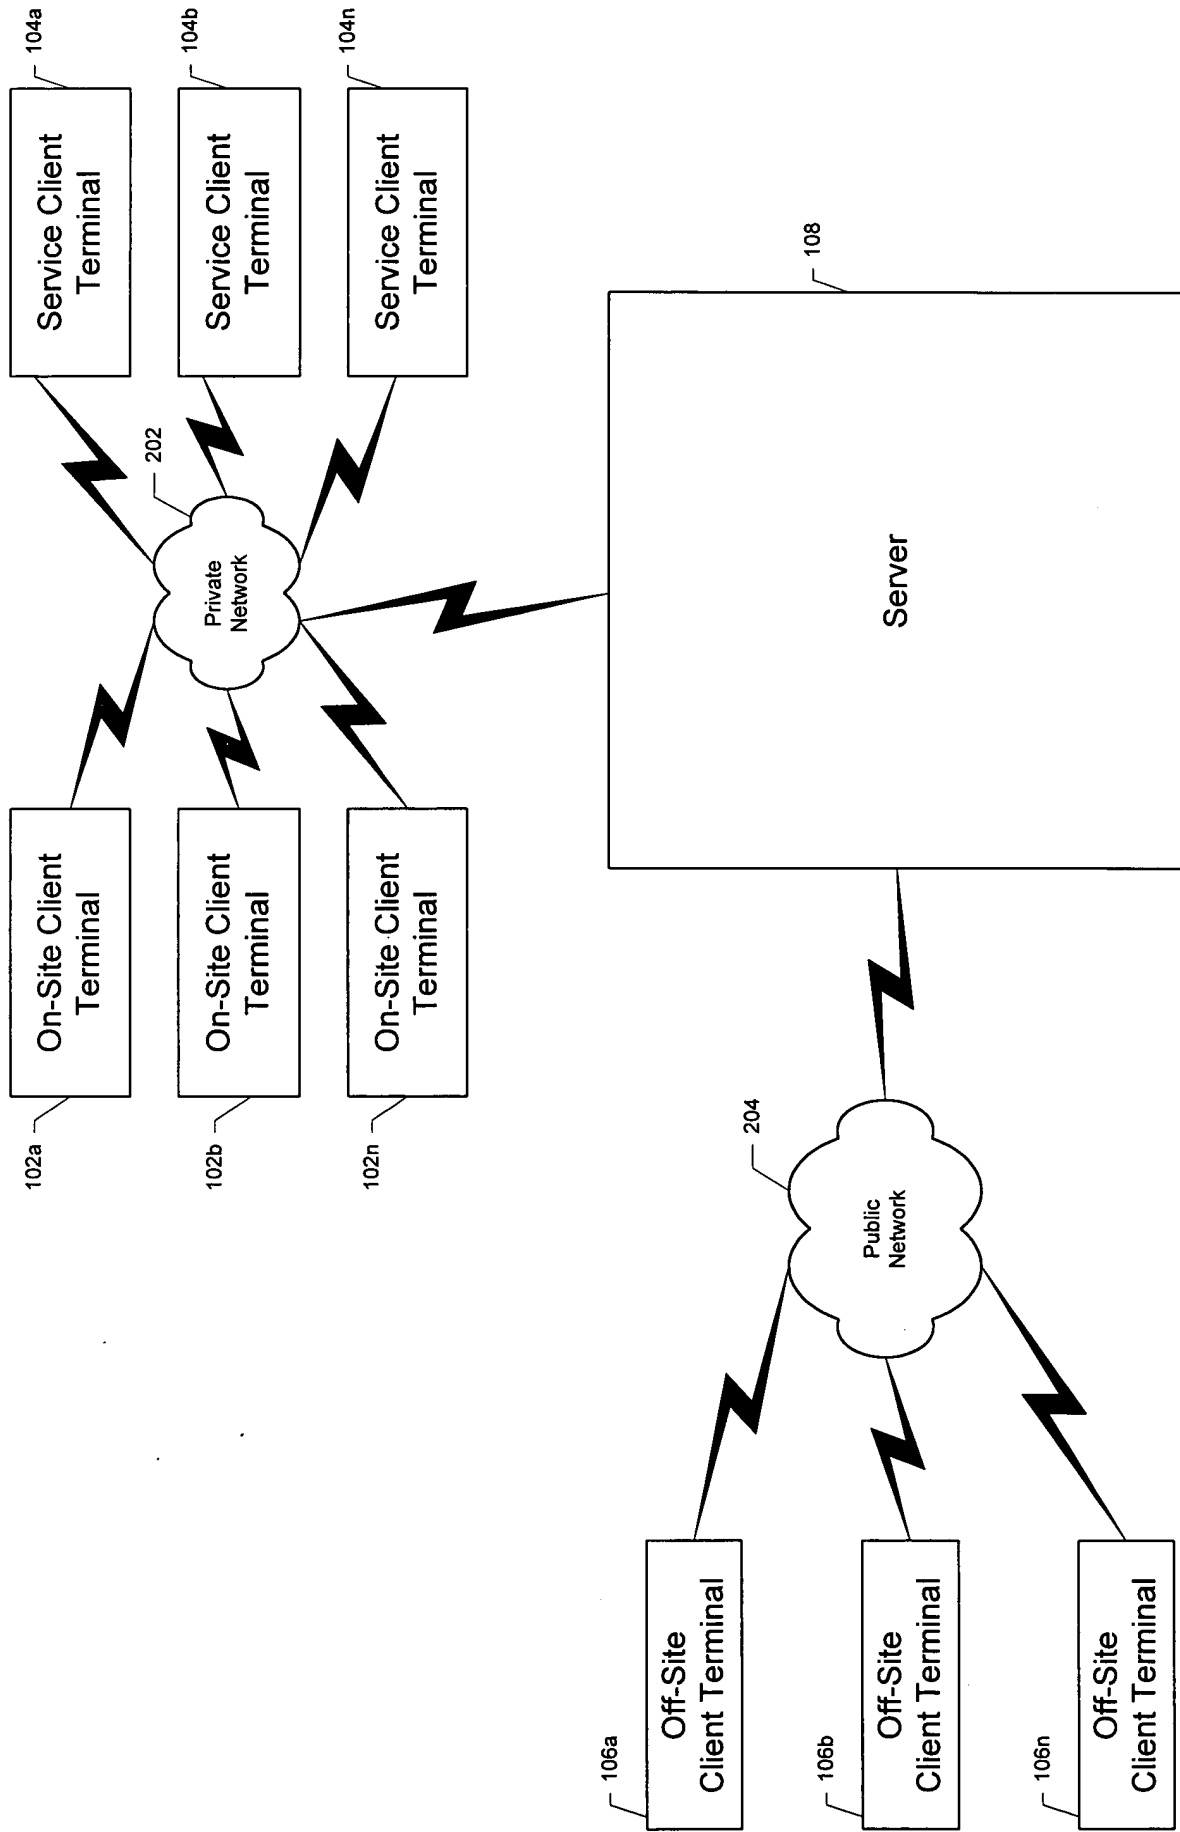 102a
On-Site Client
Terminal
102b
On-Site Client
Terminal
102n
On-Site Client
Terminal
202
Private
Network
104a
Service Client
Terminal
104b
Service Client
Terminal
104n
Service Client
Terminal
106a
Off-Site
Client Terminal
106b
Off-Site
Client Terminal
106n
Off-Site
Client Terminal
204
Public
Network
108
Server